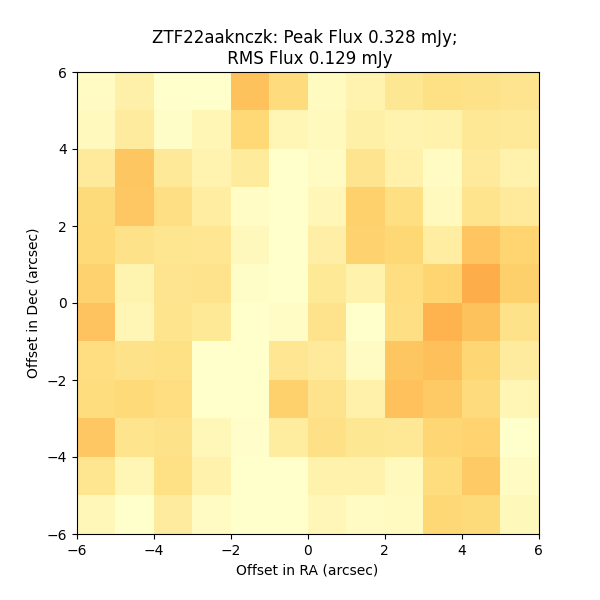 ZTF22aaknczk: Peak Flux 0.328 mJy;
RMS Flux 0.129 mJy
6
4
2
0
−2
−4
−6
Offset in Dec (arcsec)
−6 −4 −2 0 2 4 6
Offset in RA (arcsec)